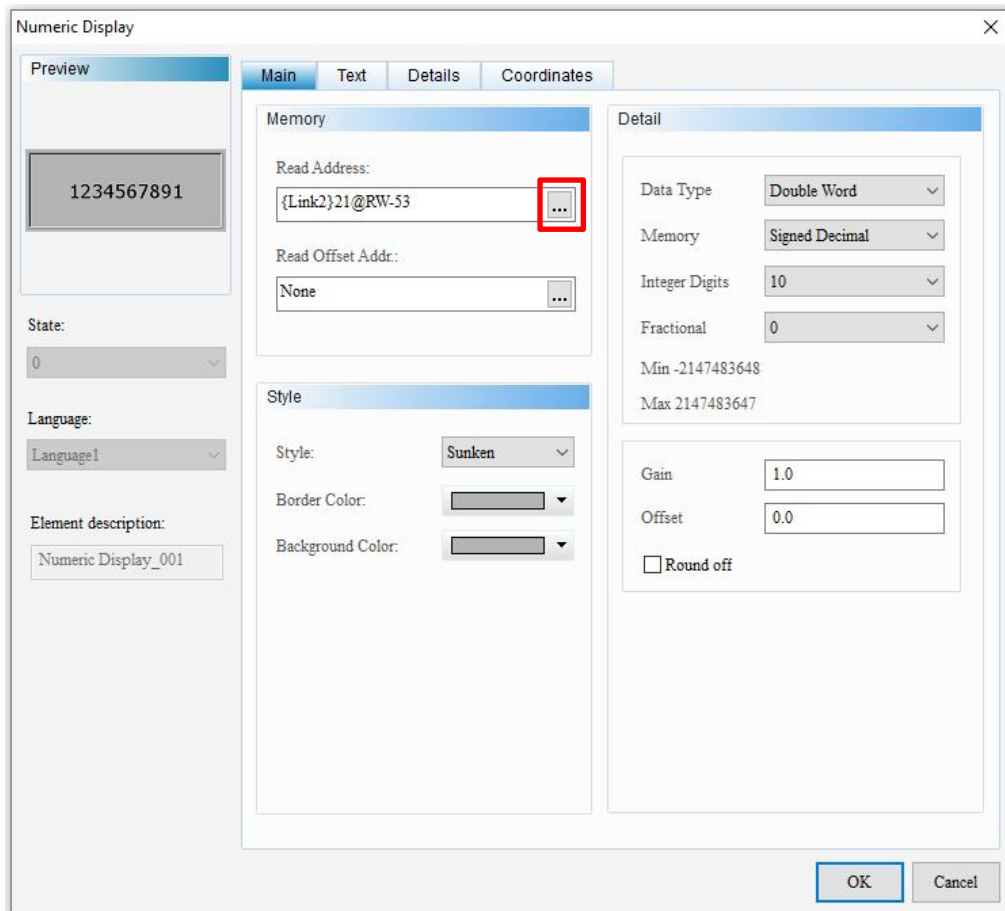 Numeric Display
Preview
1234567891
State:
0
Language:
Language1
Element description:
Numeric Display_001
Main Text Details Coordinates
Memory
Read Address:
{Link2}21@RW-53
...
Read Offset Addr.:
None
...
Style
Style: Sunken
Border Color:
Background Color:
Detail
Data Type Double Word
Memory Signed Decimal
Integer Digits 10
Fractional 0
Min -2147483648
Max 2147483647
Gain 1.0
Offset 0.0
Round off
OK Cancel